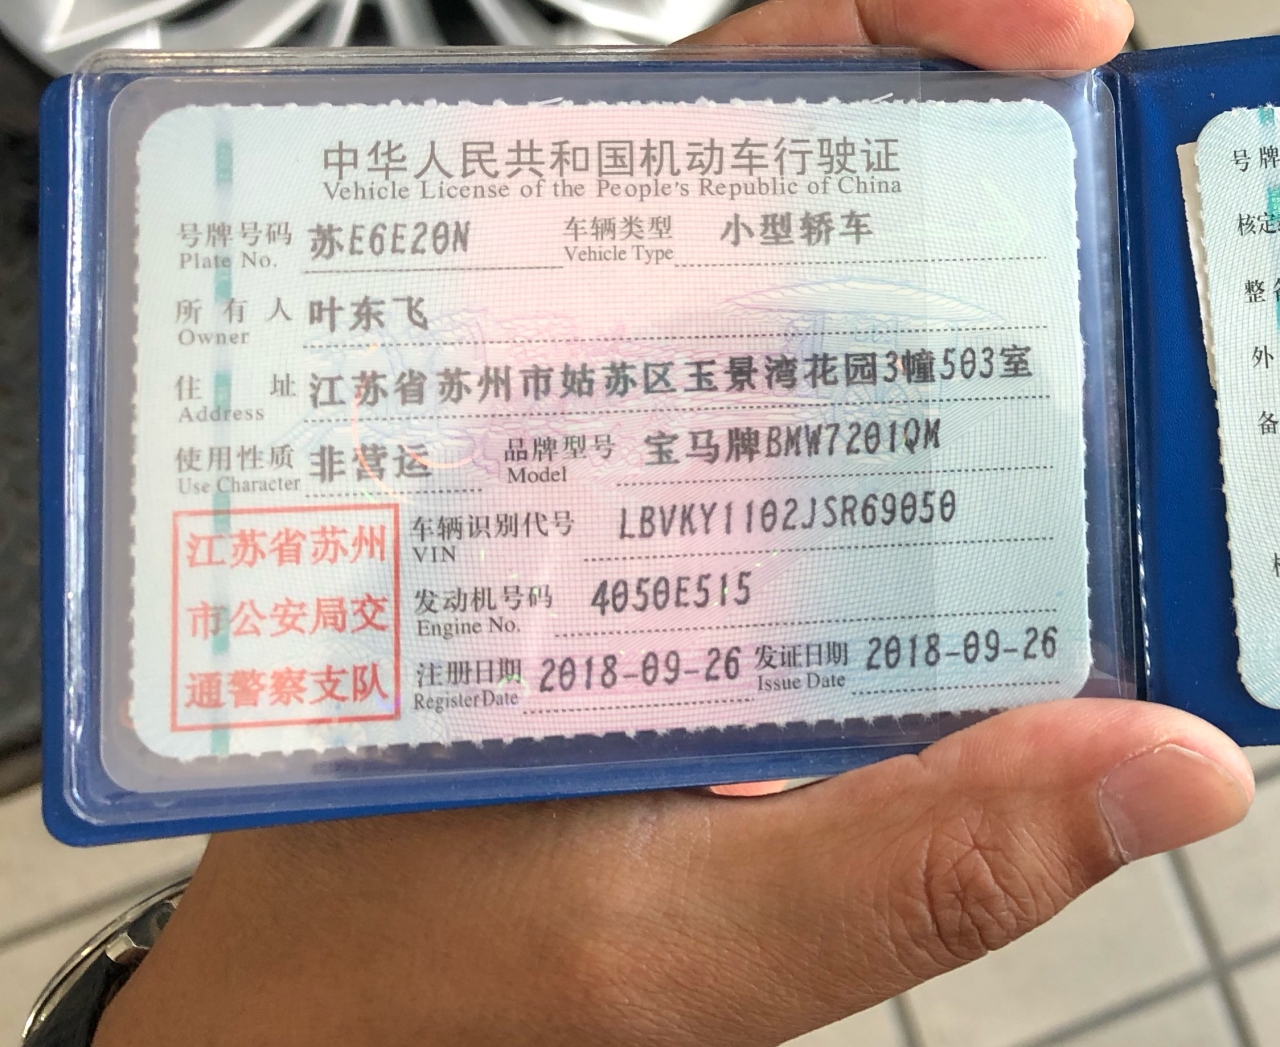 中华人民共和国机动车行驶证
Vehicle License of the People's Republic of China
号牌号码 苏E6E20N 车辆类型 小型轿车
Plate No. Vehicle Type
所有人 叶东飞
Owner
住址 江苏省苏州市姑苏区玉景湾花园3幢503室
Address
使用性质 非营运 品牌型号 宝马牌BMW7201QM
Use Character Model
江苏省苏州
市公安局交
通警察支队
车辆识别代号 LBVKY1102JSR69050
VIN
发动机号码 4050E515
Engine No.
注册日期 2018-09-26 发证日期 2018-09-26
Register Date Issue Date
号牌
核定
整
外
备